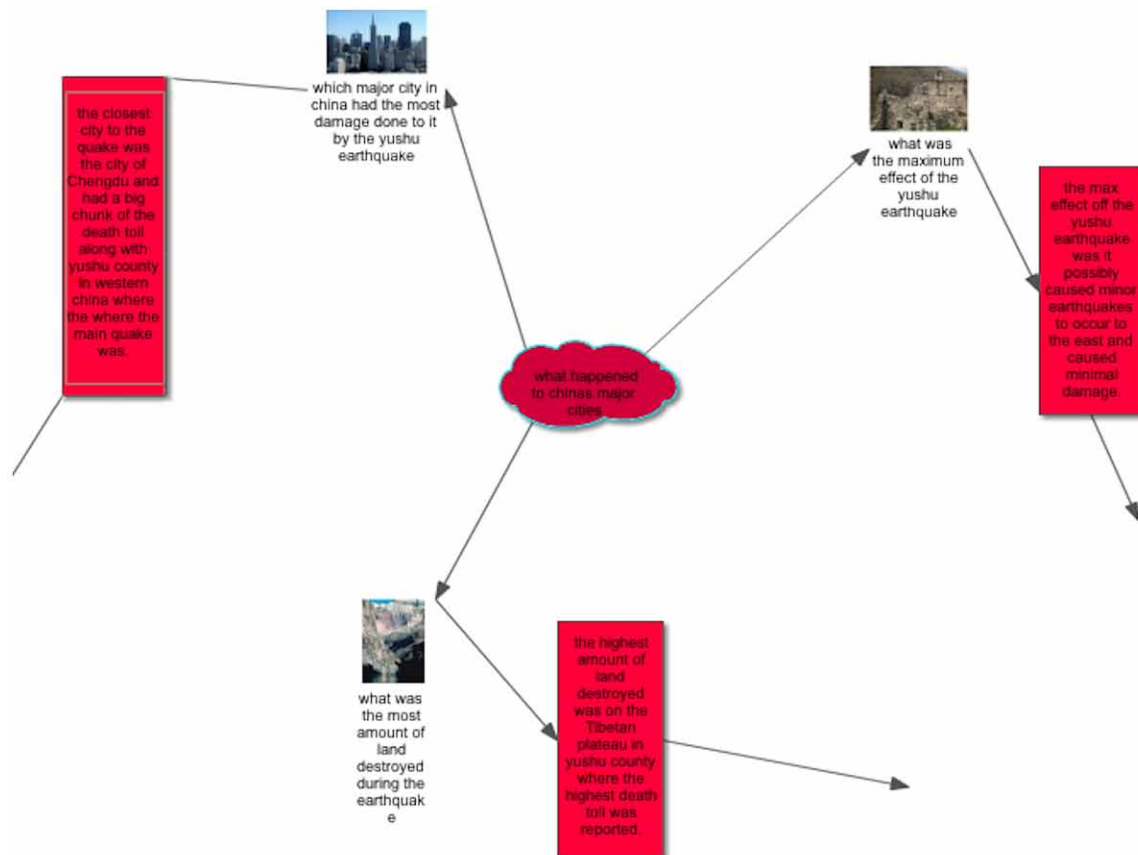 which major city in
china had the most
damage done to it
by the yushu
earthquake
the closest
city to the
quake was
the city of
Chengdu and
had a big
chunk of the
death toll
along with
yushu county
in western
china where
the where the
main quake
was.
what was
the maximum
effect of the
yushu
earthquake
the max
effect off the
yushu
earthquake
was it
possibly
caused minor
earthquakes
to occur to
the east and
caused
minimal
damage.
what happened
to chinas major
cities
what was
the most
amount of
land
destroyed
during the
earthquak
e
the highest
amount of
land
destroyed
was on the
Tibetan
plateau in
yushu county
where the
highest death
toll was
reported.